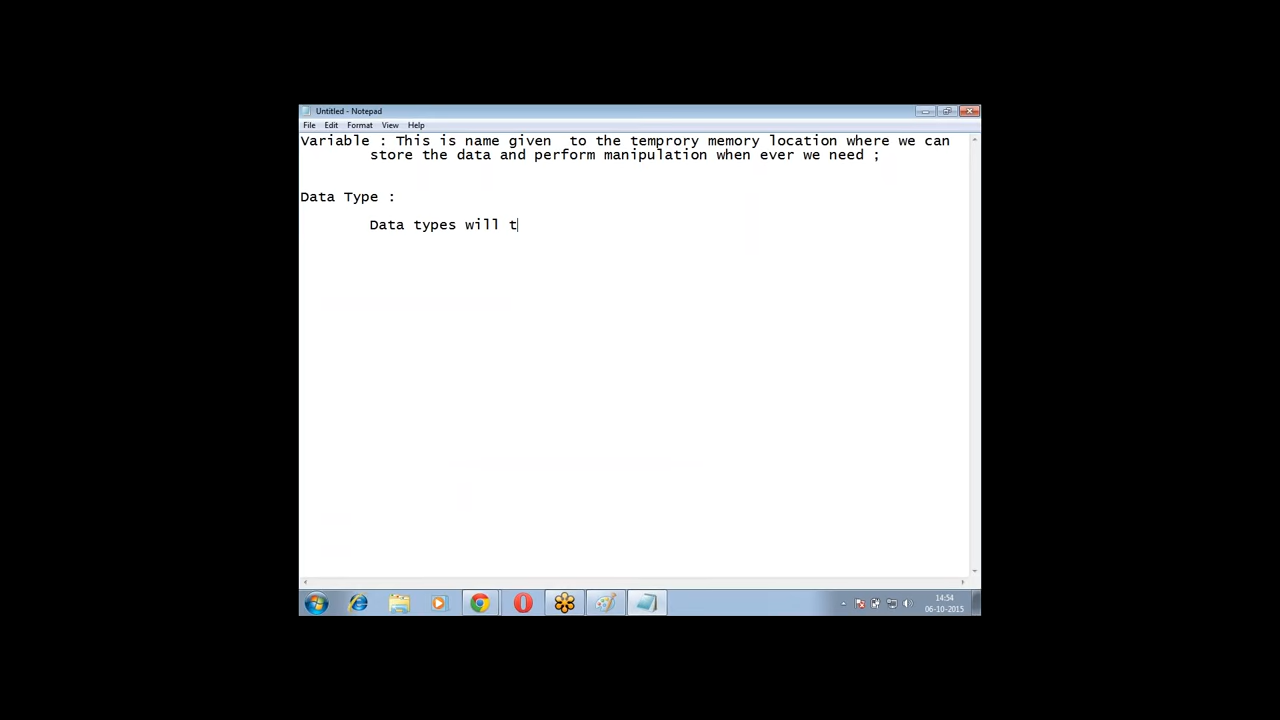 Untitled - Notepad
File Edit Format View Help
Variable : This is name given  to the temprory memory location where we can
store the data and perform manipulation when ever we need ;
Data Type :
Data types will t
14:54
06-10-2015